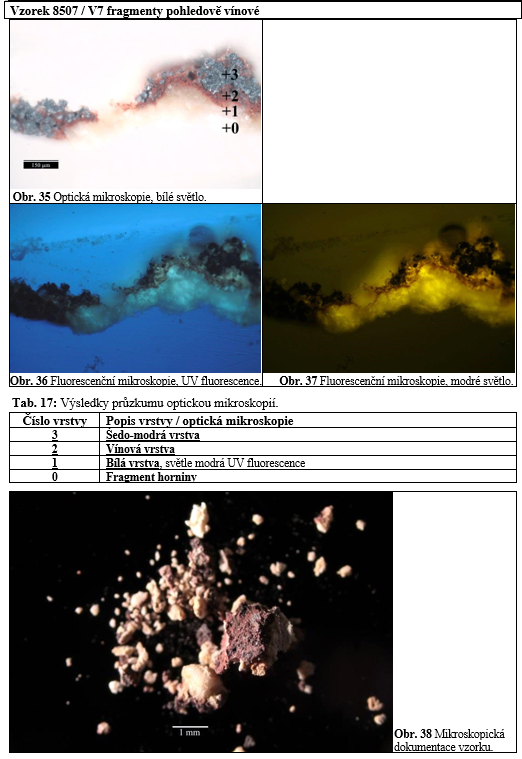 Vzorek 8507 / V7 fragmenty pohledově vínové
+3
+2
+1
+0
150 µm
Obr. 35 Optická mikroskopie, bílé světlo.
Obr. 36 Fluorescenční mikroskopie, UV fluorescence.
Obr. 37 Fluorescenční mikroskopie, modré světlo.
Tab. 17: Výsledky průzkumu optickou mikroskopií.
Číslo vrstvy Popis vrstvy / optická mikroskopie
3 Šedo-modrá vrstva
2 Vínová vrstva
1 Bílá vrstva, světle modrá UV fluorescence
0 Fragment horniny
1 mm
Obr. 38 Mikroskopická
dokumentace vzorku.